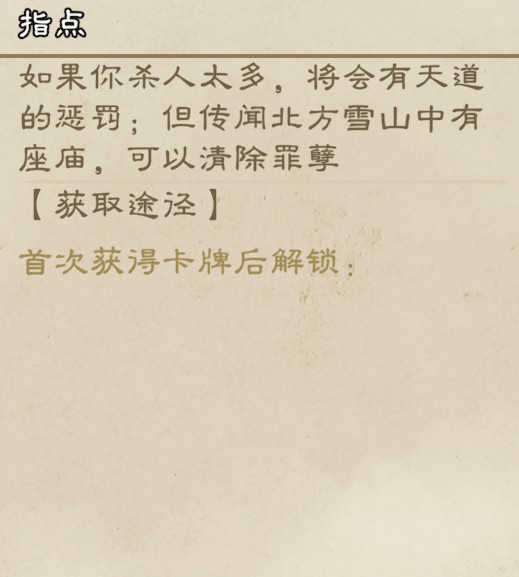 指点
如果你杀人太多，将会有天道
的惩罚；但传闻北方雪山中有
座庙，可以清除罪孽
【获取途径】
首次获得卡牌后解锁：